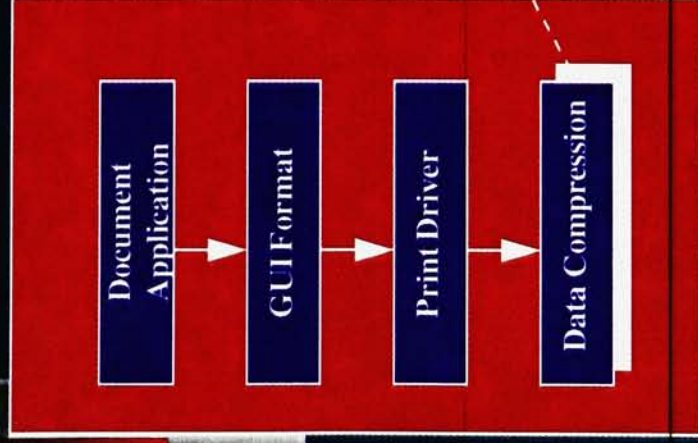 Document
Application
GUI Format
Print Driver
Data Compression